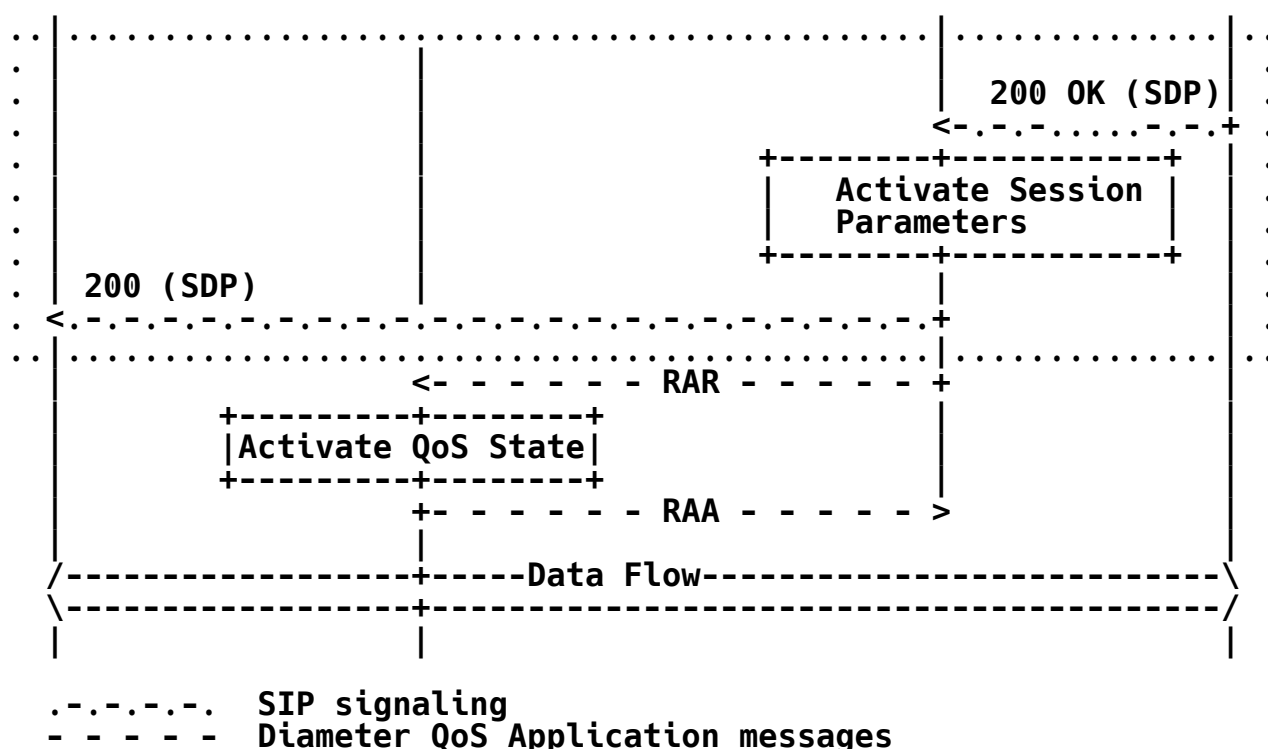 200 OK (SDP)
Activate Session
Parameters
200 (SDP)
RAR
Activate QoS State
RAA
Data Flow
.-.-.-.-. SIP signaling
- - - - - Diameter QoS Application messages